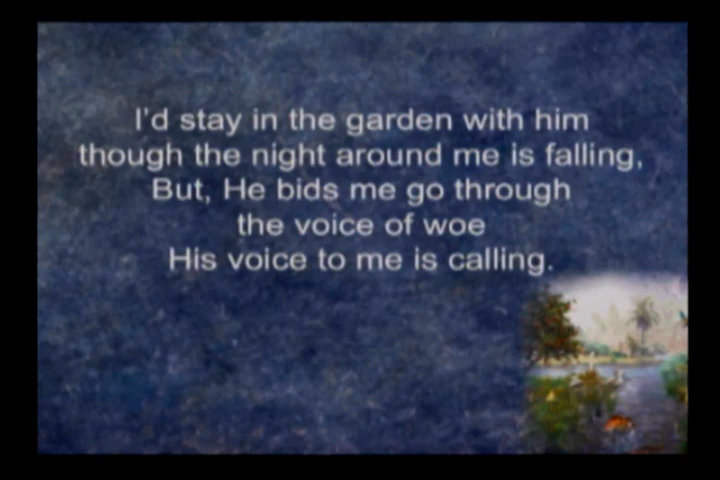 I'd stay in the garden with him
though the night around me is falling,
But, He bids me go through
the voice of woe
His voice to me is calling.